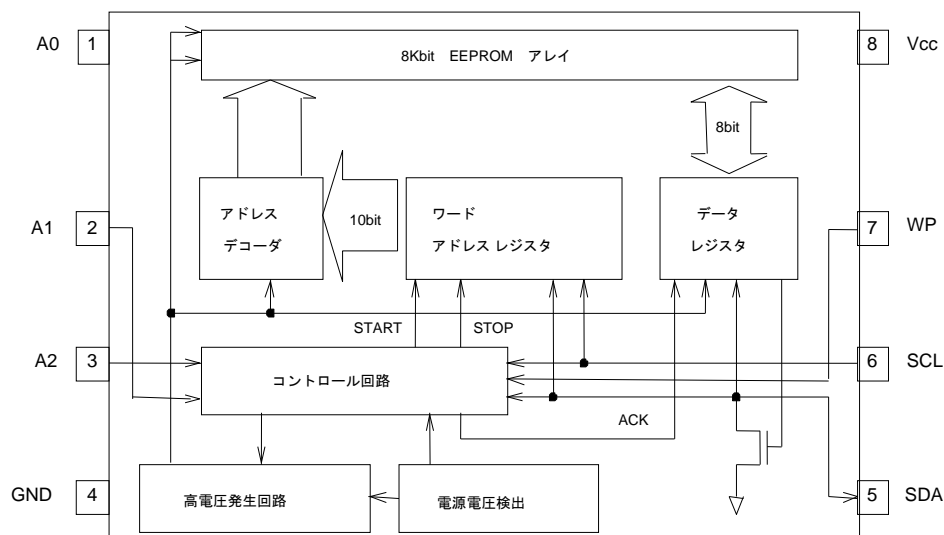 A0 1
8Kbit EEPROM アレイ
8 Vcc
8bit
A1 2
アドレス
デコーダ
10bit
ワード
アドレス レジスタ
データ
レジスタ
7 WP
START
STOP
A2 3
コントロール回路
6 SCL
ACK
GND 4
高電圧発生回路
電源電圧検出
5 SDA